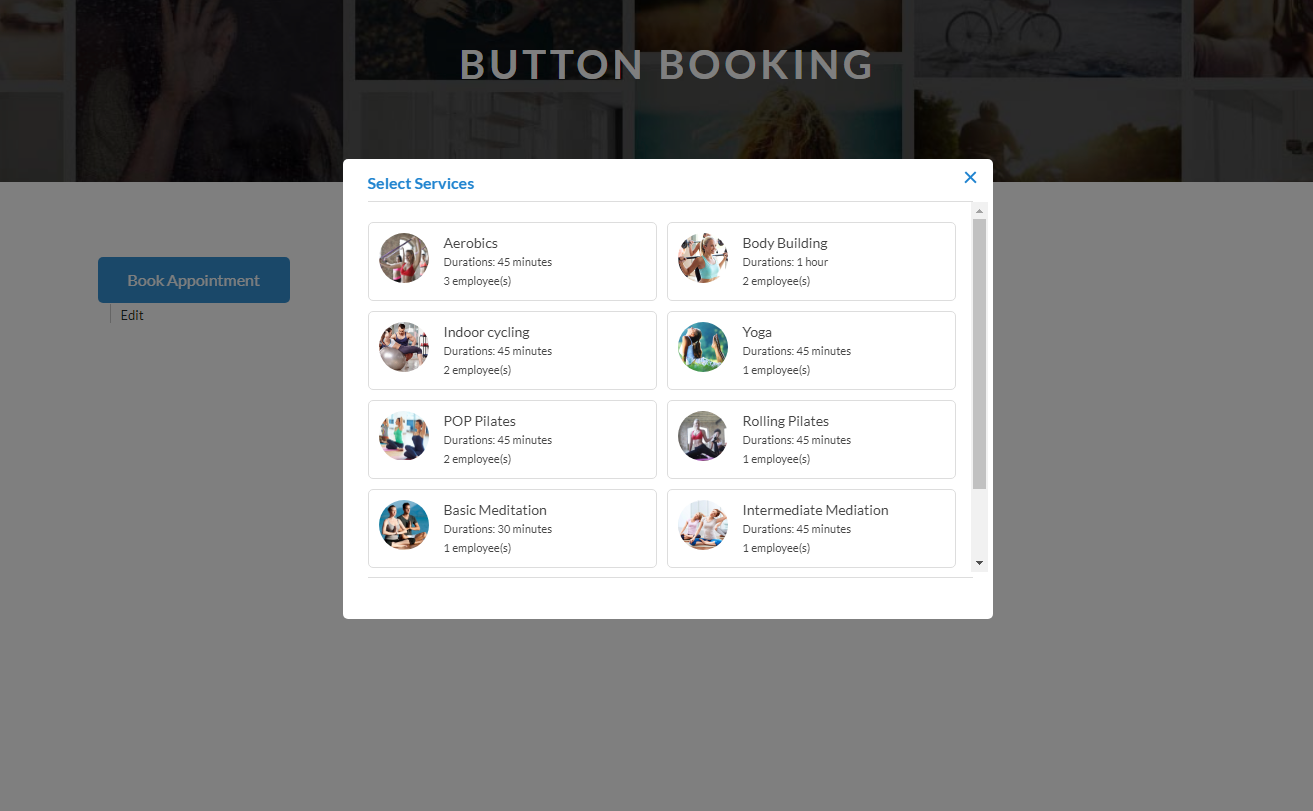 BUTTON BOOKING
Select Services
Book Appointment
Edit
Aerobics
Durations: 45 minutes
3 employee(s)
Body Building
Durations: 1 hour
2 employee(s)
Indoor cycling
Durations: 45 minutes
2 employee(s)
Yoga
Durations: 45 minutes
1 employee(s)
POP Pilates
Durations: 45 minutes
2 employee(s)
Rolling Pilates
Durations: 45 minutes
1 employee(s)
Basic Meditation
Durations: 30 minutes
1 employee(s)
Intermediate Mediation
Durations: 45 minutes
1 employee(s)